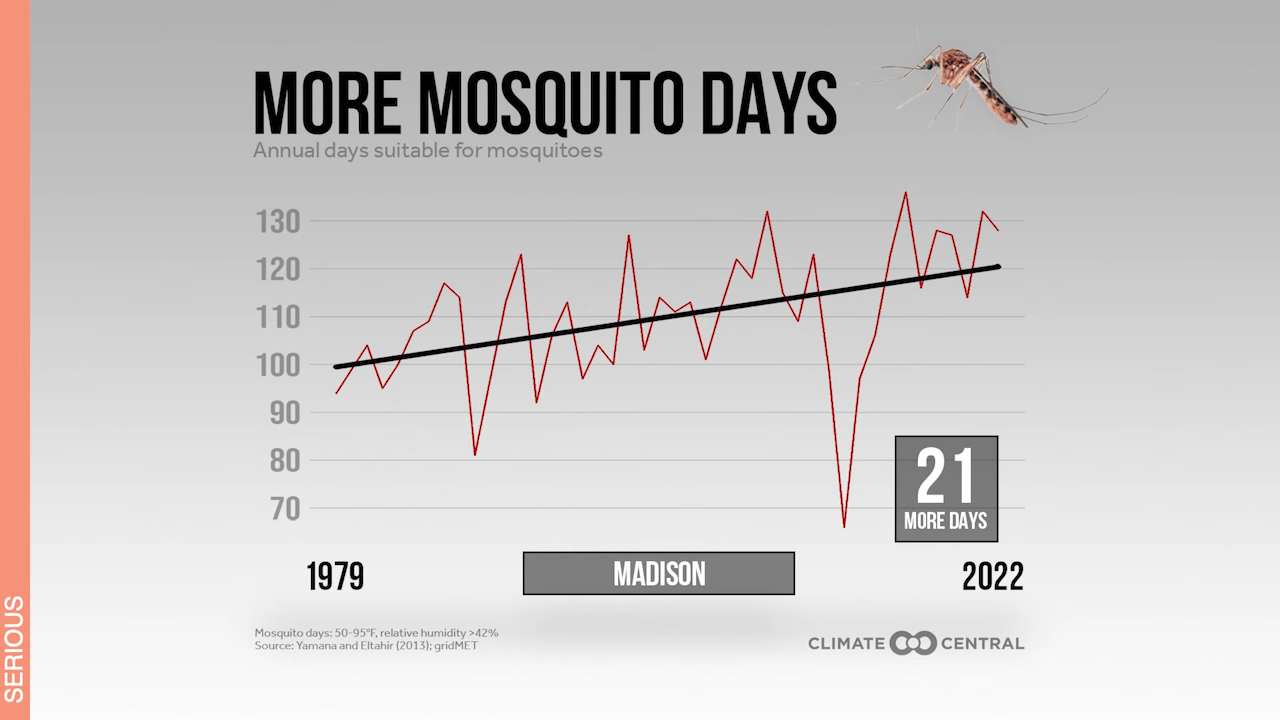 MORE MOSQUITO DAYS
Annual days suitable for mosquitoes
130
120
110
100
90
80
70
21
MORE DAYS
1979
MADISON
2022
Mosquito days: 50-95°F, relative humidity >42%
Source: Yamana and Eltahir (2013); gridMET
CLIMATE CENTRAL
SERIOUS